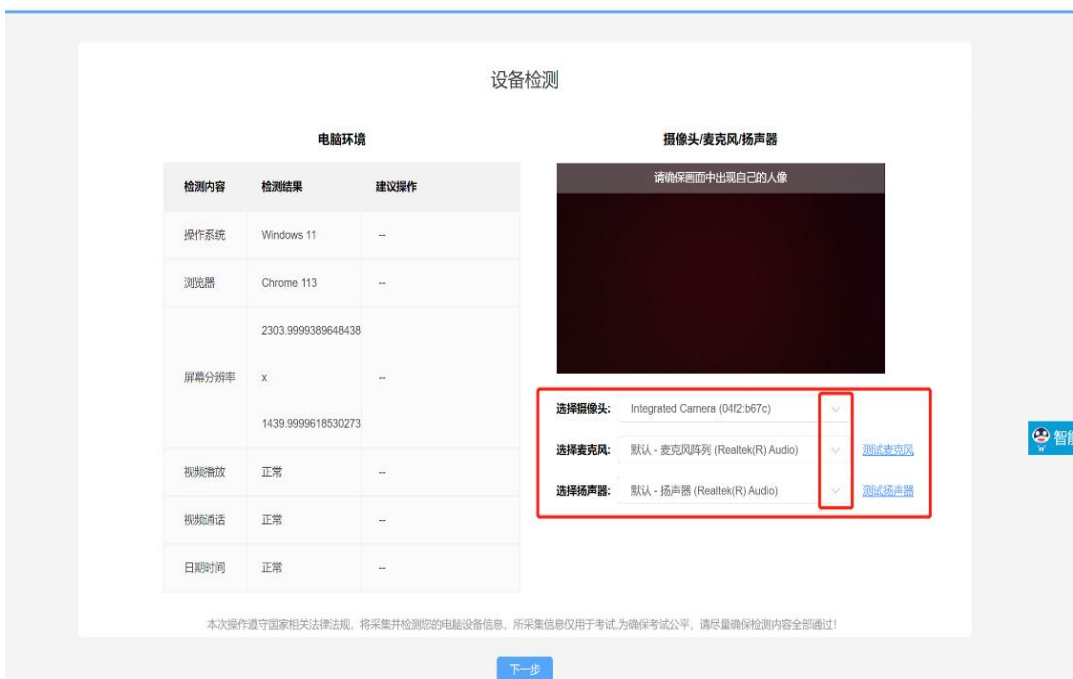 设备检测
电脑环境
检测内容 检测结果 建议操作
操作系统 Windows 11 --
浏览器 Chrome 113 --
屏幕分辨率 2303.9999389648438 x 1439.9999618530273 --
视频播放 正常 --
视频通话 正常 --
日期时间 正常 --
摄像头/麦克风/扬声器
请确保画面中出现自己的人像
选择摄像头: Integrated Camera (04f2:b67c)
选择麦克风: 默认 - 麦克风阵列 (Realtek(R) Audio) 测试麦克风
选择扬声器: 默认 - 扬声器 (Realtek(R) Audio) 测试扬声器
本次操作遵守国家相关法律法规，将采集并检测您的电脑设备信息，所采集信息仅用于考试,为确保考试公平，请尽量确保检测内容全部通过！
下一步